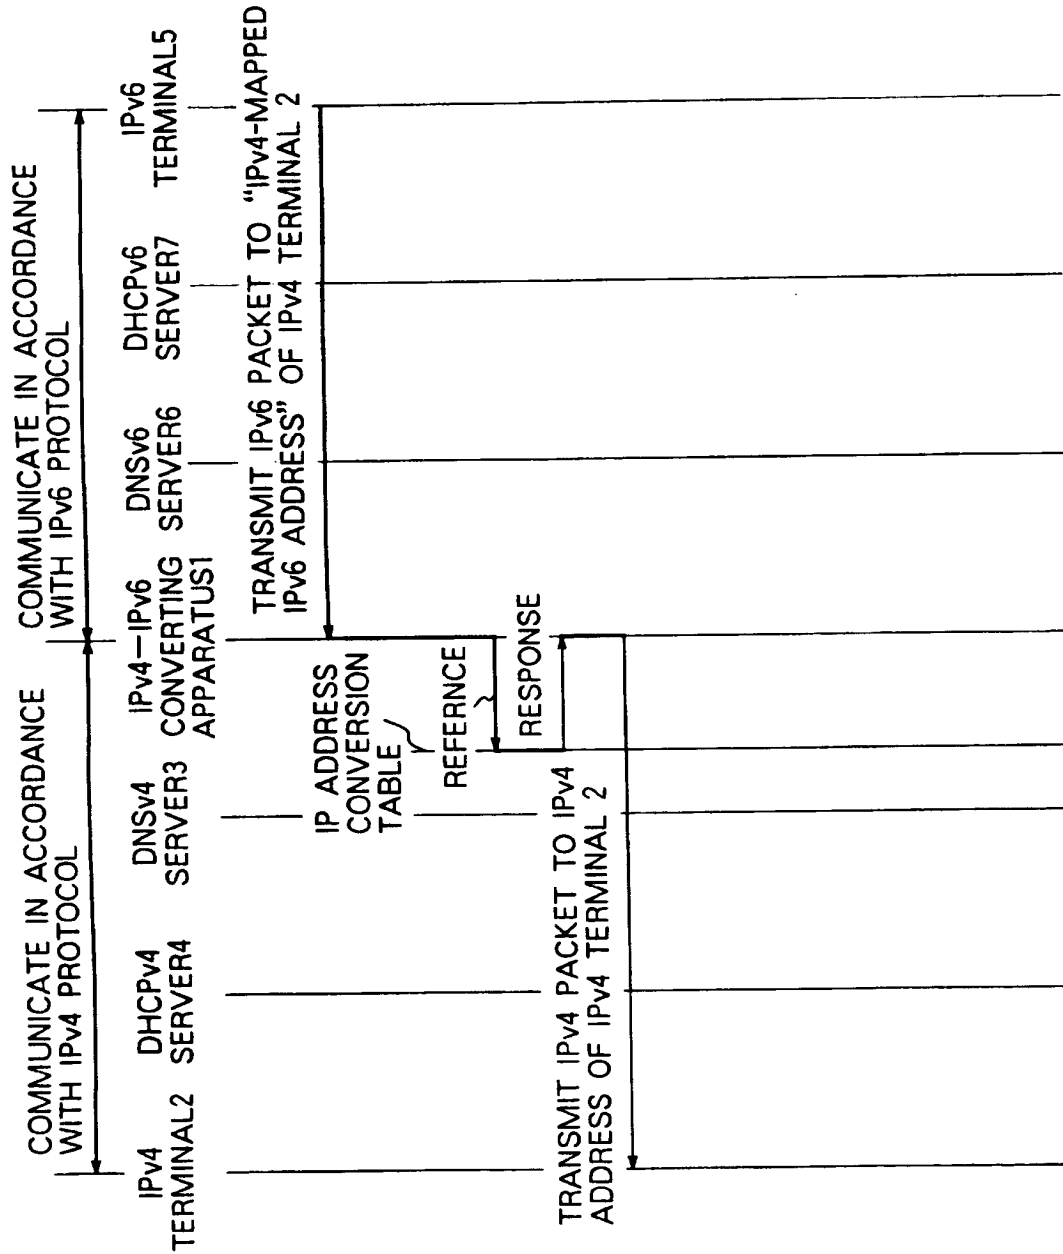 COMMUNICATE IN ACCORDANCE
WITH IPv4 PROTOCOL
COMMUNICATE IN ACCORDANCE
WITH IPv6 PROTOCOL
IPv4
TERMINAL2
DHCPv4
SERVER4
DNSv4
SERVER3
IPv4—IPv6
CONVERTING
APPARATUS1
DNSv6
SERVER6
DHCPv6
SERVER7
IPv6
TERMINAL5
TRANSMIT IPv6 PACKET TO "IPv4-MAPPED
IPv6 ADDRESS" OF IPv4 TERMINAL 2
IP ADDRESS
CONVERSION
TABLE
REFERNCE
RESPONSE
TRANSMIT IPv4 PACKET TO IPv4
ADDRESS OF IPv4 TERMINAL 2